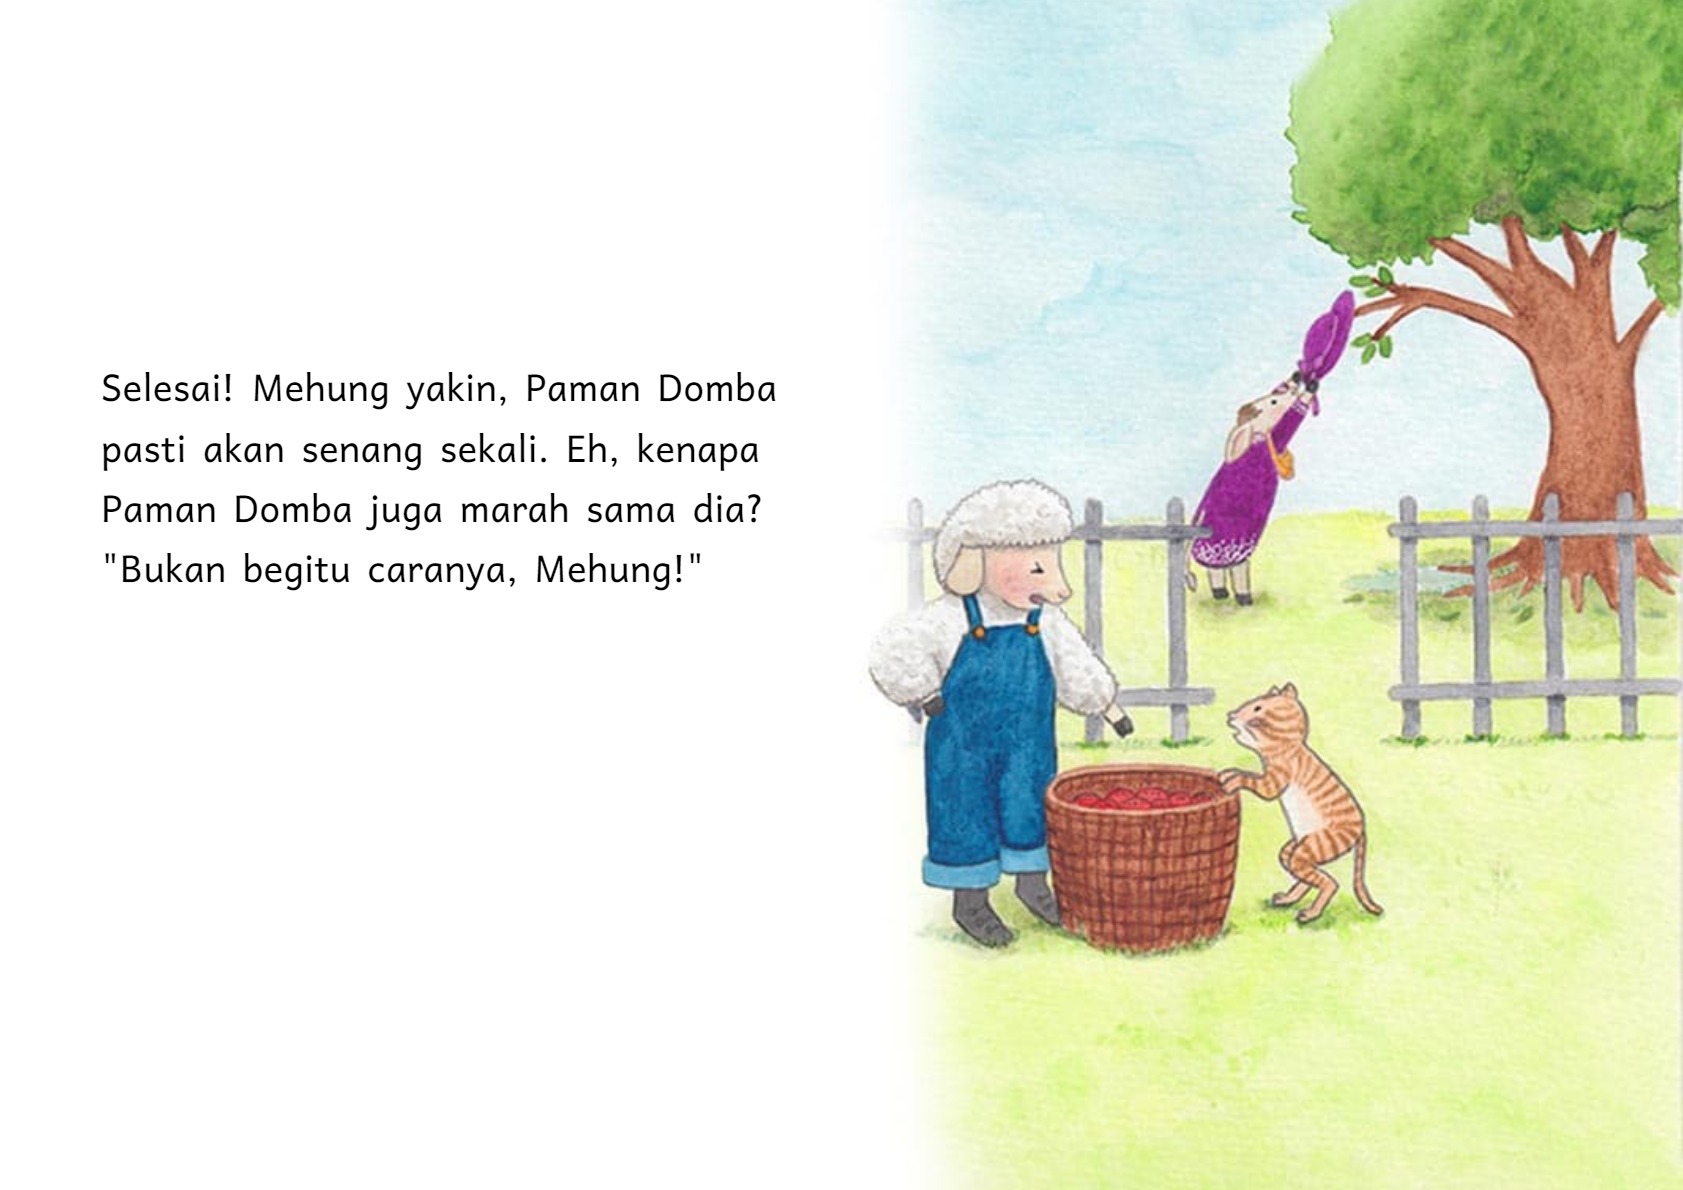 Selesai! Mehung yakin, Paman Domba
pasti akan senang sekali. Eh, kenapa
Paman Domba juga marah sama dia?
"Bukan begitu caranya, Mehung!"